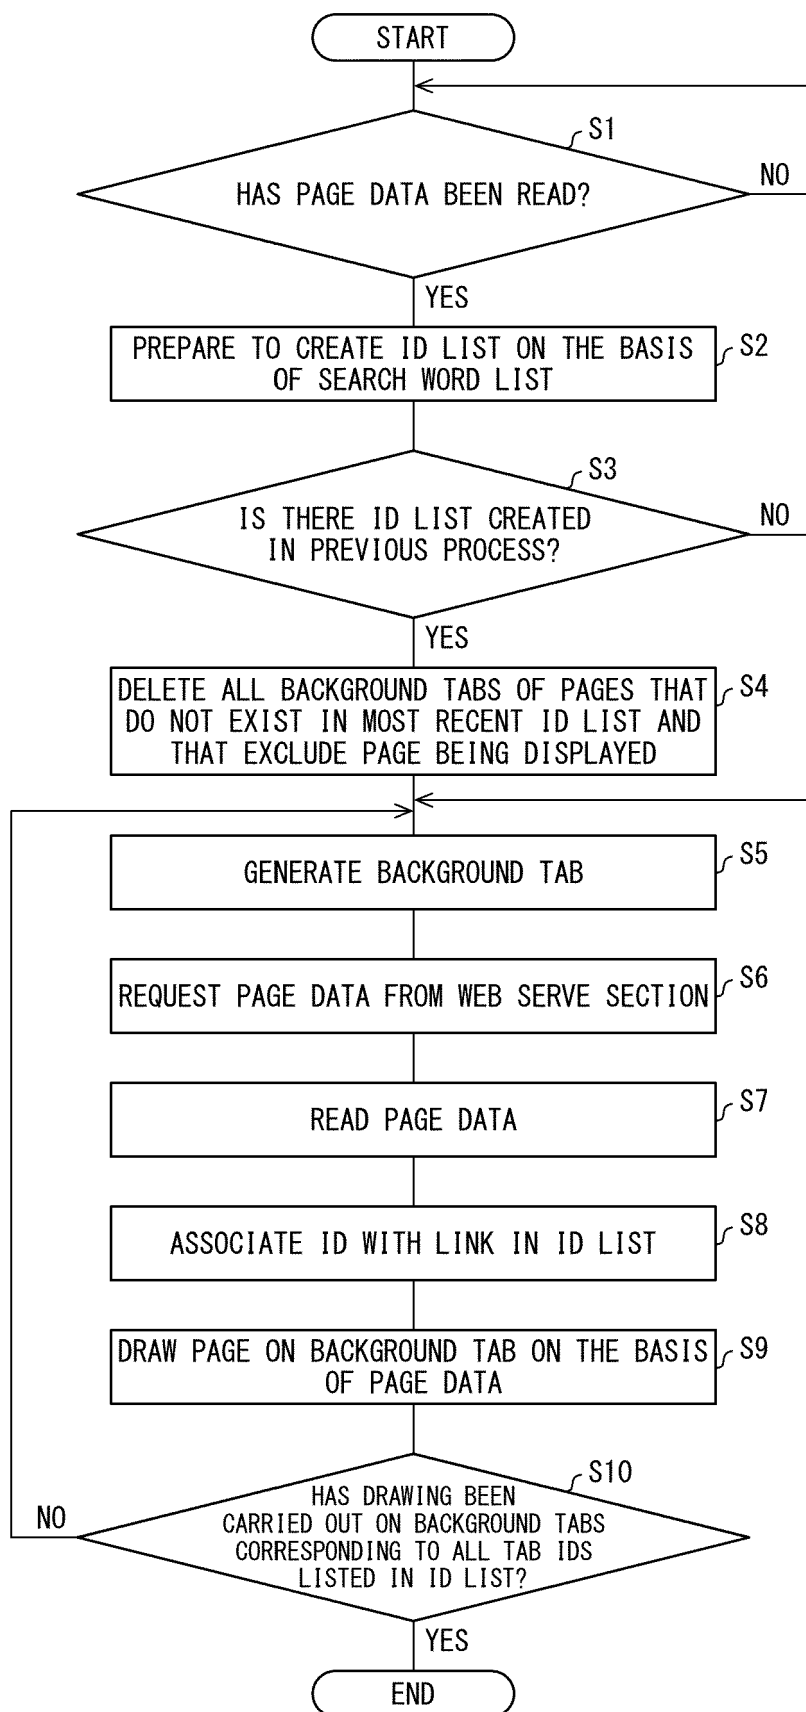 START
S1
HAS PAGE DATA BEEN READ?
NO
YES
PREPARE TO CREATE ID LIST ON THE BASIS
OF SEARCH WORD LIST
S2
S3
IS THERE ID LIST CREATED
IN PREVIOUS PROCESS?
NO
YES
DELETE ALL BACKGROUND TABS OF PAGES THAT
DO NOT EXIST IN MOST RECENT ID LIST AND
THAT EXCLUDE PAGE BEING DISPLAYED
S4
GENERATE BACKGROUND TAB
S5
REQUEST PAGE DATA FROM WEB SERVE SECTION
S6
READ PAGE DATA
S7
ASSOCIATE ID WITH LINK IN ID LIST
S8
DRAW PAGE ON BACKGROUND TAB ON THE BASIS
OF PAGE DATA
S9
S10
HAS DRAWING BEEN
CARRIED OUT ON BACKGROUND TABS
CORRESPONDING TO ALL TAB IDS
LISTED IN ID LIST?
NO
YES
END